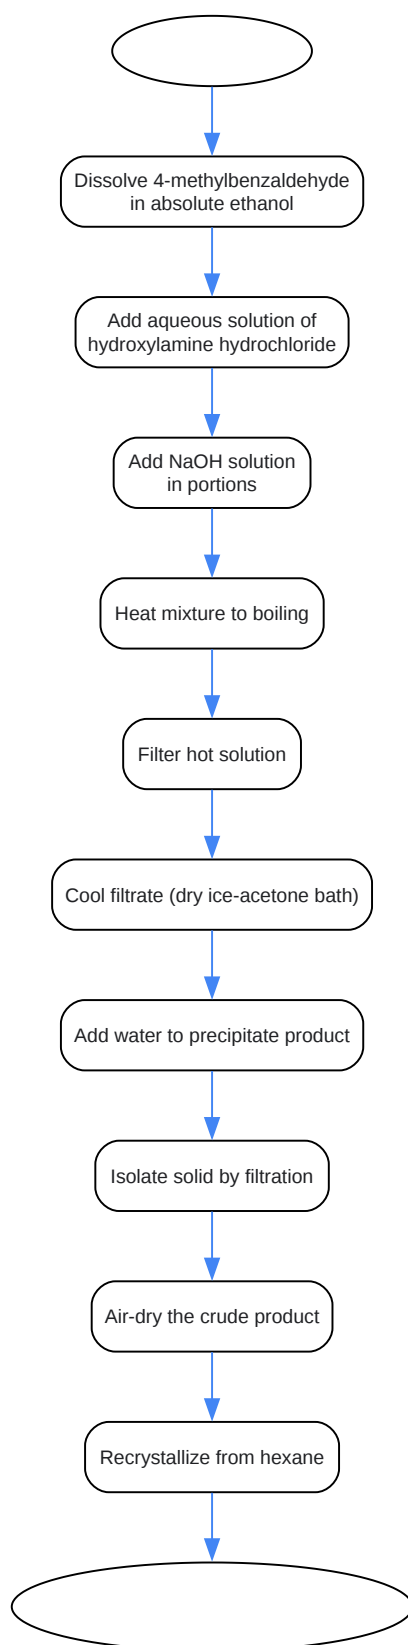 Dissolve 4-methylbenzaldehyde
in absolute ethanol
Add aqueous solution of
hydroxylamine hydrochloride
Add NaOH solution
in portions
Heat mixture to boiling
Filter hot solution
Cool filtrate (dry ice-acetone bath)
Add water to precipitate product
Isolate solid by filtration
Air-dry the crude product
Recrystallize from hexane